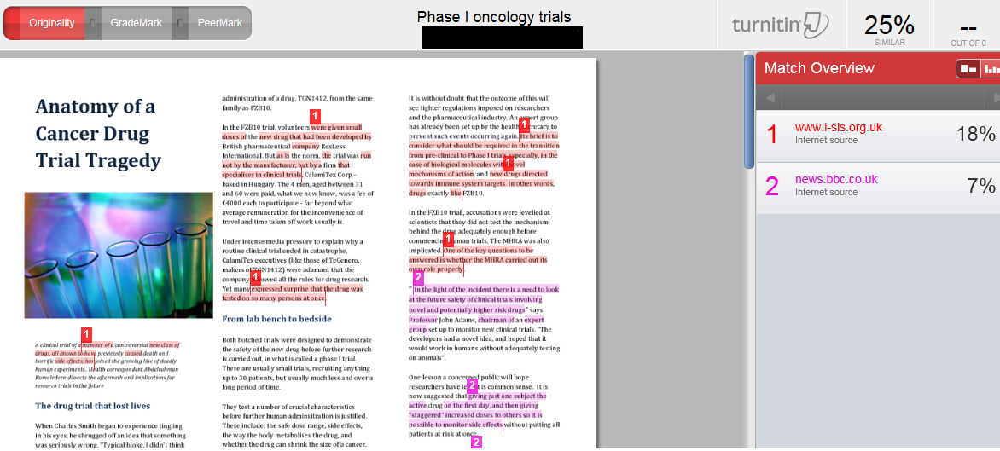 Originality
GradeMark
PeerMark
Phase I oncology trials
turnitin
25%
SIMILAR
--
OUT OF 0
Anatomy of a
Cancer Drug
Trial Tragedy
1
A clinical trial of a member of a controversial new class of
drugs, all known to have previously caused death and
horrific side effects, has joined the growing line of deadly
human experiments.. Health correspondent Abdelrahman
Kamaledeen dissects the aftermath and implications for
research trials in the future
The drug trial that lost lives
When Charles Smith began to experience tingling
in his eyes, he shrugged off an idea that something
was seriously wrong. "Typical bloke, I didn't think
administration of a drug, TGN1412, from the same
family as FZB10.
1
In the FZB10 trial, volunteers were given small
doses of the new drug that had been developed by
British pharmaceutical company RexLess
International. But as is the norm, the trial was run
not by the manufacturer, but by a firm that
specialises in clinical trials, CalamiTex Corp –
based in Hungary. The 4 men, aged between 31
and 60 were paid, what we now know, was a fee of
£4000 each to participate - far beyond what
average remuneration for the inconvenience of
travel and time taken off work usually is.
Under intense media pressure to explain why a
routine clinical trial ended in catastrophe,
CalamiTex executives (like those of TeGenero,
makers of TGN1412) were adamant that the
1
company followed all the rules for drug research.
Yet many expressed surprise that the drug was
tested on so many persons at once.
From lab bench to bedside
Both botched trials were designed to demonstrate
the safety of the new drug before further research
is carried out, in what is called a phase I trial.
These are usually small trials, recruiting anything
up to 30 patients, but usually much less and over a
long period of time.
They test a number of crucial characteristics
before further human administration is justified.
These include: the safe dose range, side effects,
the way the body metabolises the drug, and
whether the drug can shrink the size of a cancer.
It is without doubt that the outcome of this will
see tighter regulations imposed on researchers
and the pharmaceutical industry. An expert group
1
has already been set up by the health secretary to
prevent such events occurring again. Its brief is to
consider what should be required in the transition
from pre-clinical to Phase I trials especially, in the
1
case of biological molecules with novel
mechanisms of action, and new drugs directed
towards immune system targets. In other words,
drugs exactly like FZB10.
In the FZB10 trial , accusations were levelled at
scientists that they did not test the mechanism
behind the drug adequately enough before
1
commencing human trials. The MHRA was also
implicated. One of the key questions to be
answered is whether the MHRA carried out its
own role properly.
2
" In the light of the incident there is a need to look
at the future safety of clinical trials involving
novel and potentially higher risk drugs" says
Professor John Adams, chairman of an expert
group set up to monitor new clinical trials. "The
developers had a novel idea, and hoped that it
would work in humans without adequately testing
on animals".
One lesson a concerned public will hope
2
researchers have is common sense. It is
now suggested that giving just one subject the
active drug on the first day, and then giving
"staggered" increased doses to others so it is
possible to monitor side effects without putting all
patients at risk at once.
2
Match Overview
1
www.i-sis.org.uk
Internet source
18%
2
news.bbc.co.uk
Internet source
7%